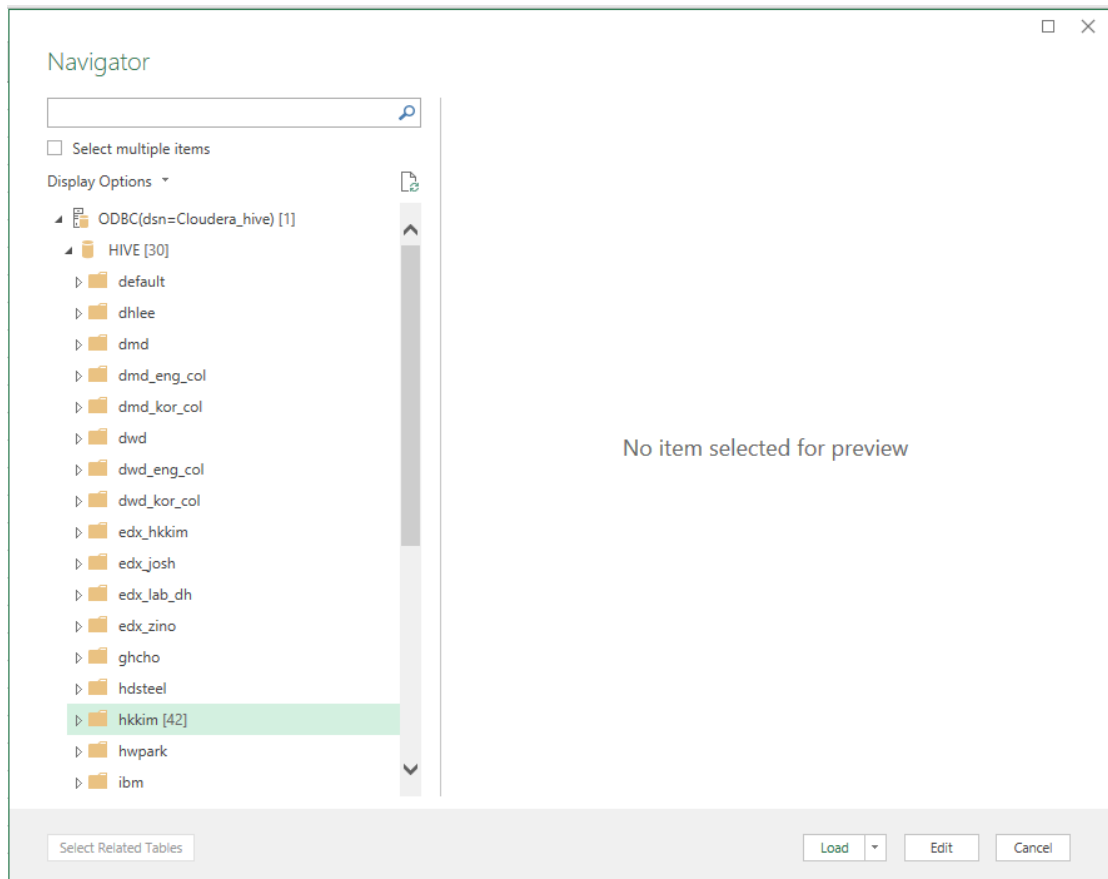 Navigator
Select multiple items
Display Options
ODBC(dsn=Cloudera_hive) [1]
HIVE [30]
default
dhlee
dmd
dmd_eng_col
dmd_kor_col
dwd
dwd_eng_col
dwd_kor_col
edx_hkkim
edx_josh
edx_lab_dh
edx_zino
ghcho
hdsteel
hkkim [42]
hwpark
ibm
No item selected for preview
Select Related Tables
Load
Edit
Cancel